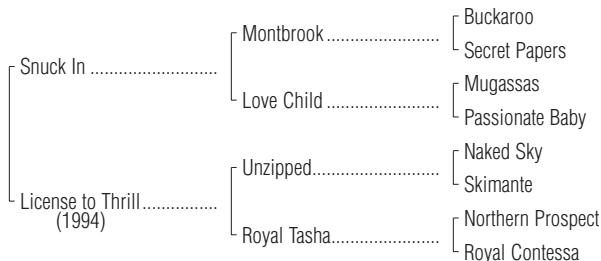 Buckaroo
Montbrook ........................
Secret Papers
Snuck In ...........................
Mugassas
Love Child ........................
Passionate Baby
Naked Sky
Unzipped...........................
Skimante
License to Thrill................
(1994)
Northern Prospect
Royal Tasha.......................
Royal Contessa